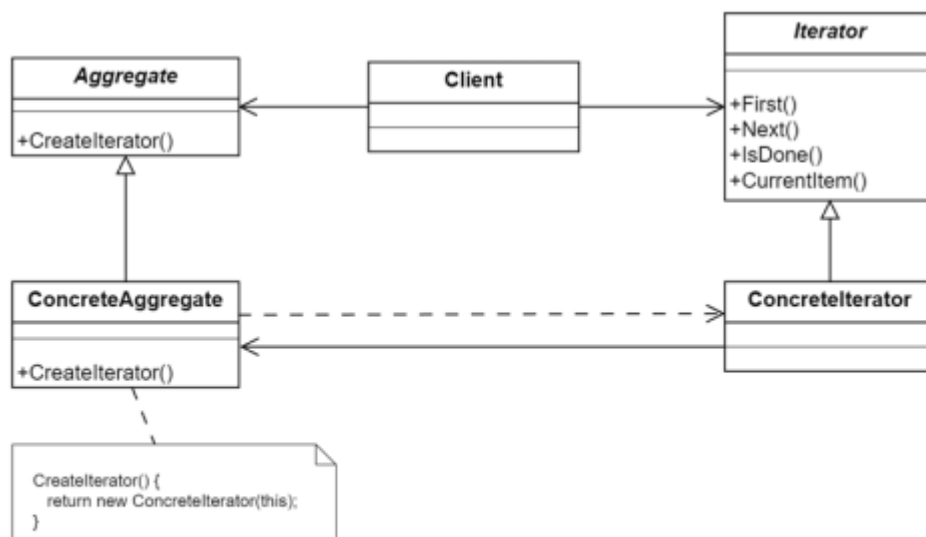 Iterator
Aggregate
Client
+First()
+Next()
+IsDone()
+CurrentItem()
+CreateIterator()
ConcreteAggregate
ConcreteIterator
+CreateIterator()
CreateIterator() {
return new ConcreteIterator(this);
}